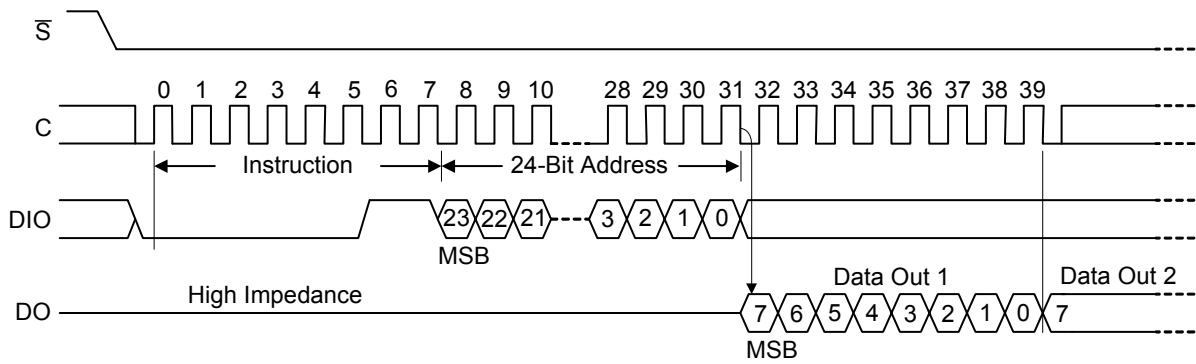 S̅
0 1 2 3 4 5 6 7 8 9 10 28 29 30 31 32 33 34 35 36 37 38 39
C
Instruction 24-Bit Address
DIO 23 22 21 3 2 1 0
MSB
Data Out 1 Data Out 2
High Impedance
DO 7 6 5 4 3 2 1 0 7
MSB